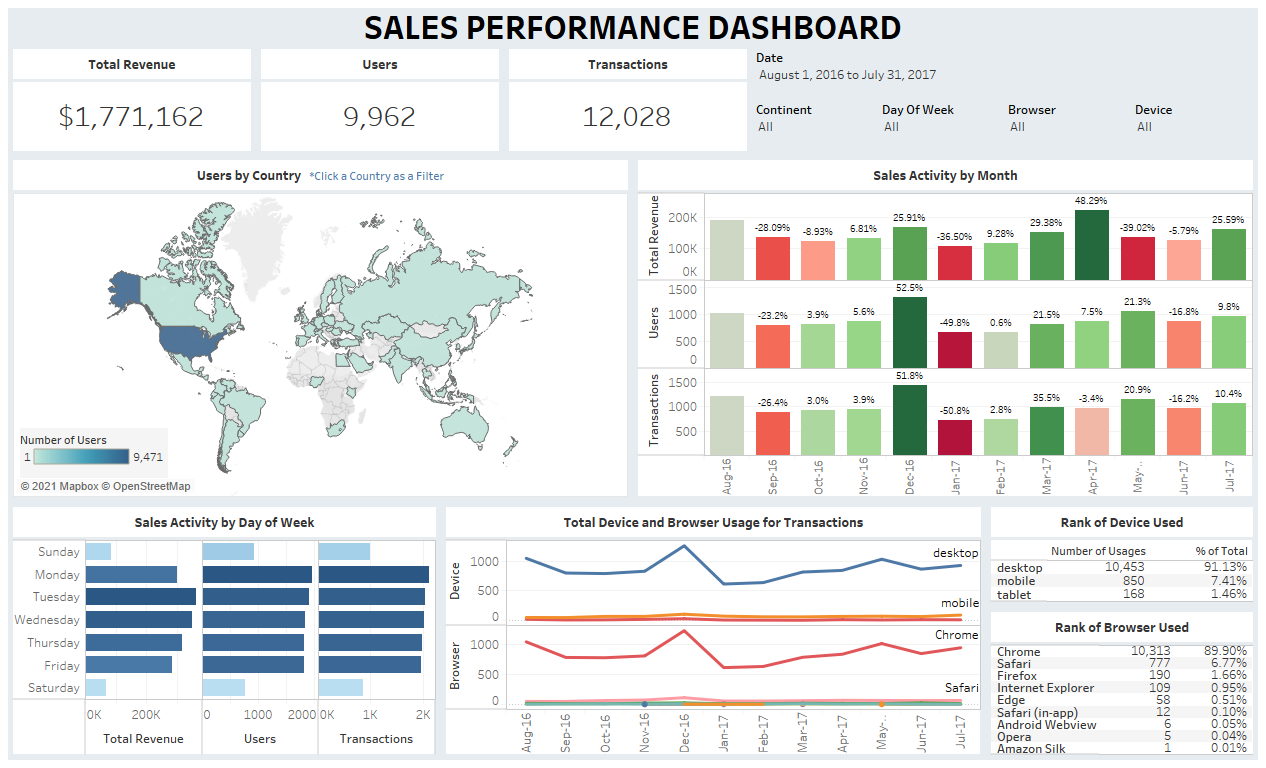 SALES PERFORMANCE DASHBOARD
Total Revenue
$1,771,162
Users
9,962
Transactions
12,028
Date
August 1, 2016 to July 31, 2017
Continent
All
Day Of Week
All
Browser
All
Device
All
Users by Country *Click a Country as a Filter
Number of Users
1 9,471
© 2021 Mapbox © OpenStreetMap
Sales Activity by Month
Total Revenue
200K
100K
0K
-28.09% -8.93% 6.81% 25.91% -36.50% 9.28% 29.38% 48.29% -39.02% -5.79% 25.59%
Users
1500
1000
500
0
-23.2% 3.9% 5.6% 52.5% -49.8% 0.6% 21.5% 7.5% 21.3% -16.8% 9.8%
Transactions
1500
1000
500
-26.4% 3.0% 3.9% 51.8% -50.8% 2.8% 35.5% -3.4% 20.9% -16.2% 10.4%
Aug-16 Sep-16 Oct-16 Nov-16 Dec-16 Jan-17 Feb-17 Mar-17 Apr-17 May-.. Jun-17 Jul-17
Sales Activity by Day of Week
Sunday
Monday
Tuesday
Wednesday
Thursday
Friday
Saturday
0K 200K 0 1000 2000 0K 1K 2K
Total Revenue Users Transactions
Total Device and Browser Usage for Transactions
Device
1000
500
0
desktop
mobile
Browser
1000
500
0
Chrome
Safari
Aug-16 Sep-16 Oct-16 Nov-16 Dec-16 Jan-17 Feb-17 Mar-17 Apr-17 May-.. Jun-17 Jul-17
Rank of Device Used
Number of Usages % of Total
desktop 10,453 91.13%
mobile 850 7.41%
tablet 168 1.46%
Rank of Browser Used
Chrome 10,313 89.90%
Safari 777 6.77%
Firefox 190 1.66%
Internet Explorer 109 0.95%
Edge 58 0.51%
Safari (in-app) 12 0.10%
Android Webview 6 0.05%
Opera 5 0.04%
Amazon Silk 1 0.01%